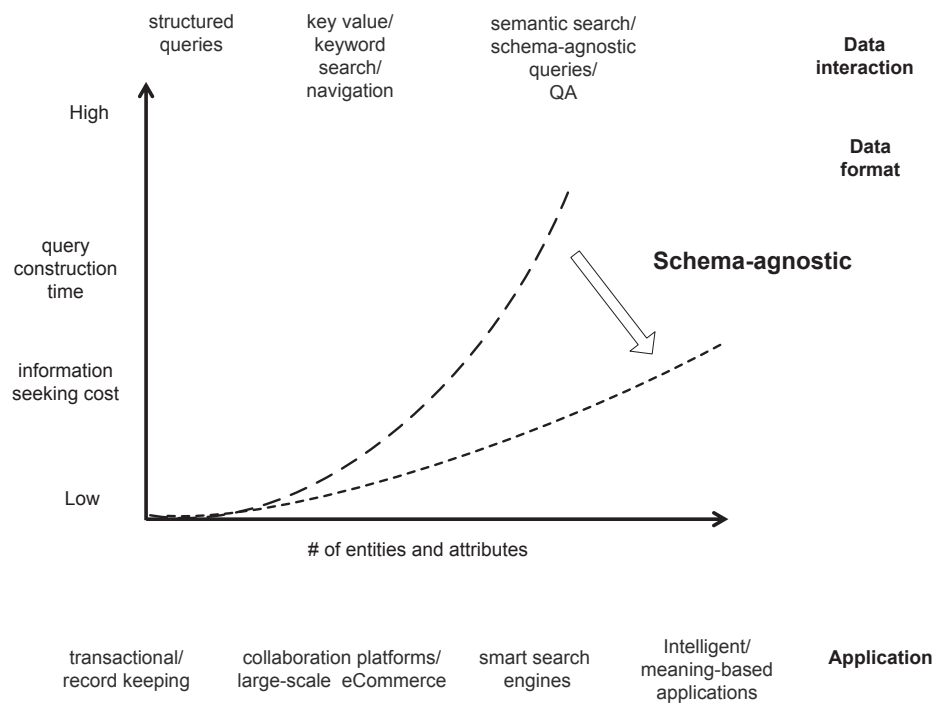 structured
queries
key value/
keyword
search/
navigation
semantic search/
schema-agnostic
queries/
QA
Data
interaction
High
Data
format
query
construction
time
Schema-agnostic
information
seeking cost
Low
# of entities and attributes
transactional/
record keeping
collaboration platforms/
large-scale eCommerce
smart search
engines
Intelligent/
meaning-based
applications
Application